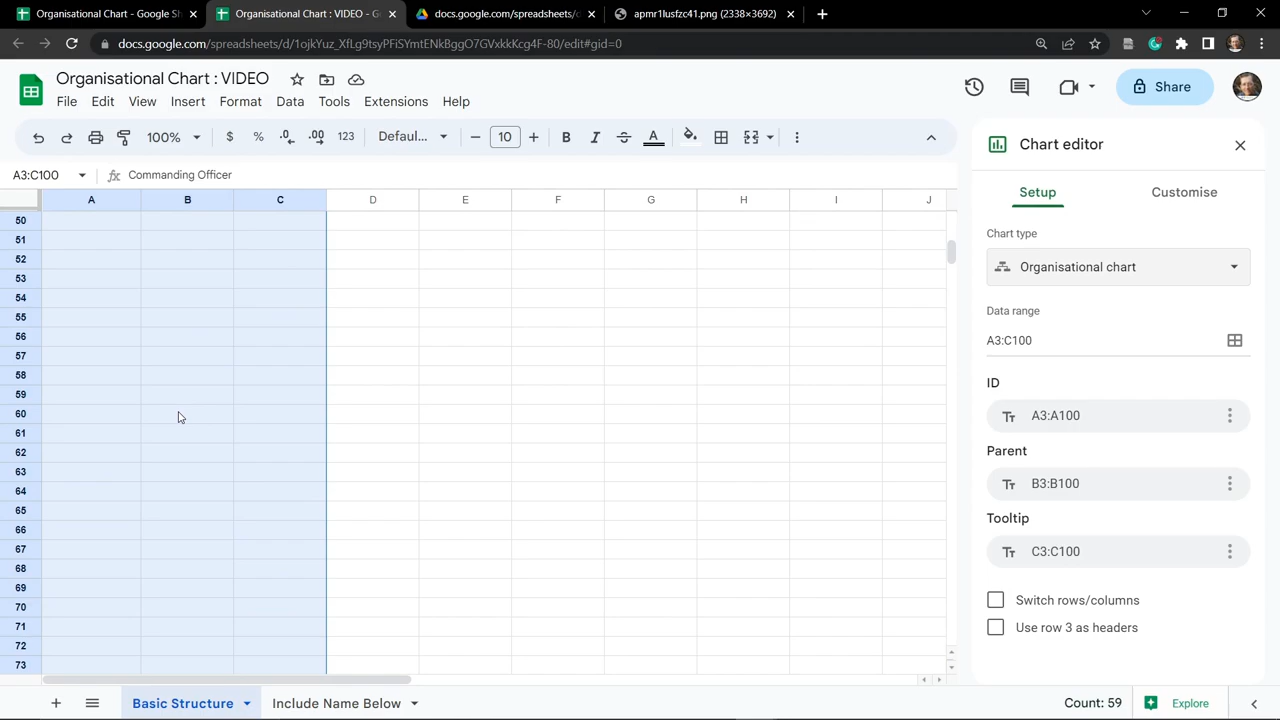 Organisational Chart - Google Sh
Organisational Chart : VIDEO - Go
docs.google.com/spreadsheets/c
apmr1lusfzc41.png (2338×3692)
docs.google.com/spreadsheets/d/1ojkYuz_XfLg9tsyPFiSYmtENkBggO7GVxkkKcg4F-80/edit#gid=0
Organisational Chart : VIDEO
File Edit View Insert Format Data Tools Extensions Help
Share
100% $ % .0 .00 123 Defaul... 10 B I S A
A3:C100 fx Commanding Officer
A B C D E F G H I J
50
51
52
53
54
55
56
57
58
59
60
61
62
63
64
65
66
67
68
69
70
71
72
73
Chart editor
Setup Customise
Chart type
Organisational chart
Data range
A3:C100
ID
Tт A3:A100
Parent
Tт B3:B100
Tooltip
Tт C3:C100
Switch rows/columns
Use row 3 as headers
Basic Structure Include Name Below Count: 59 Explore